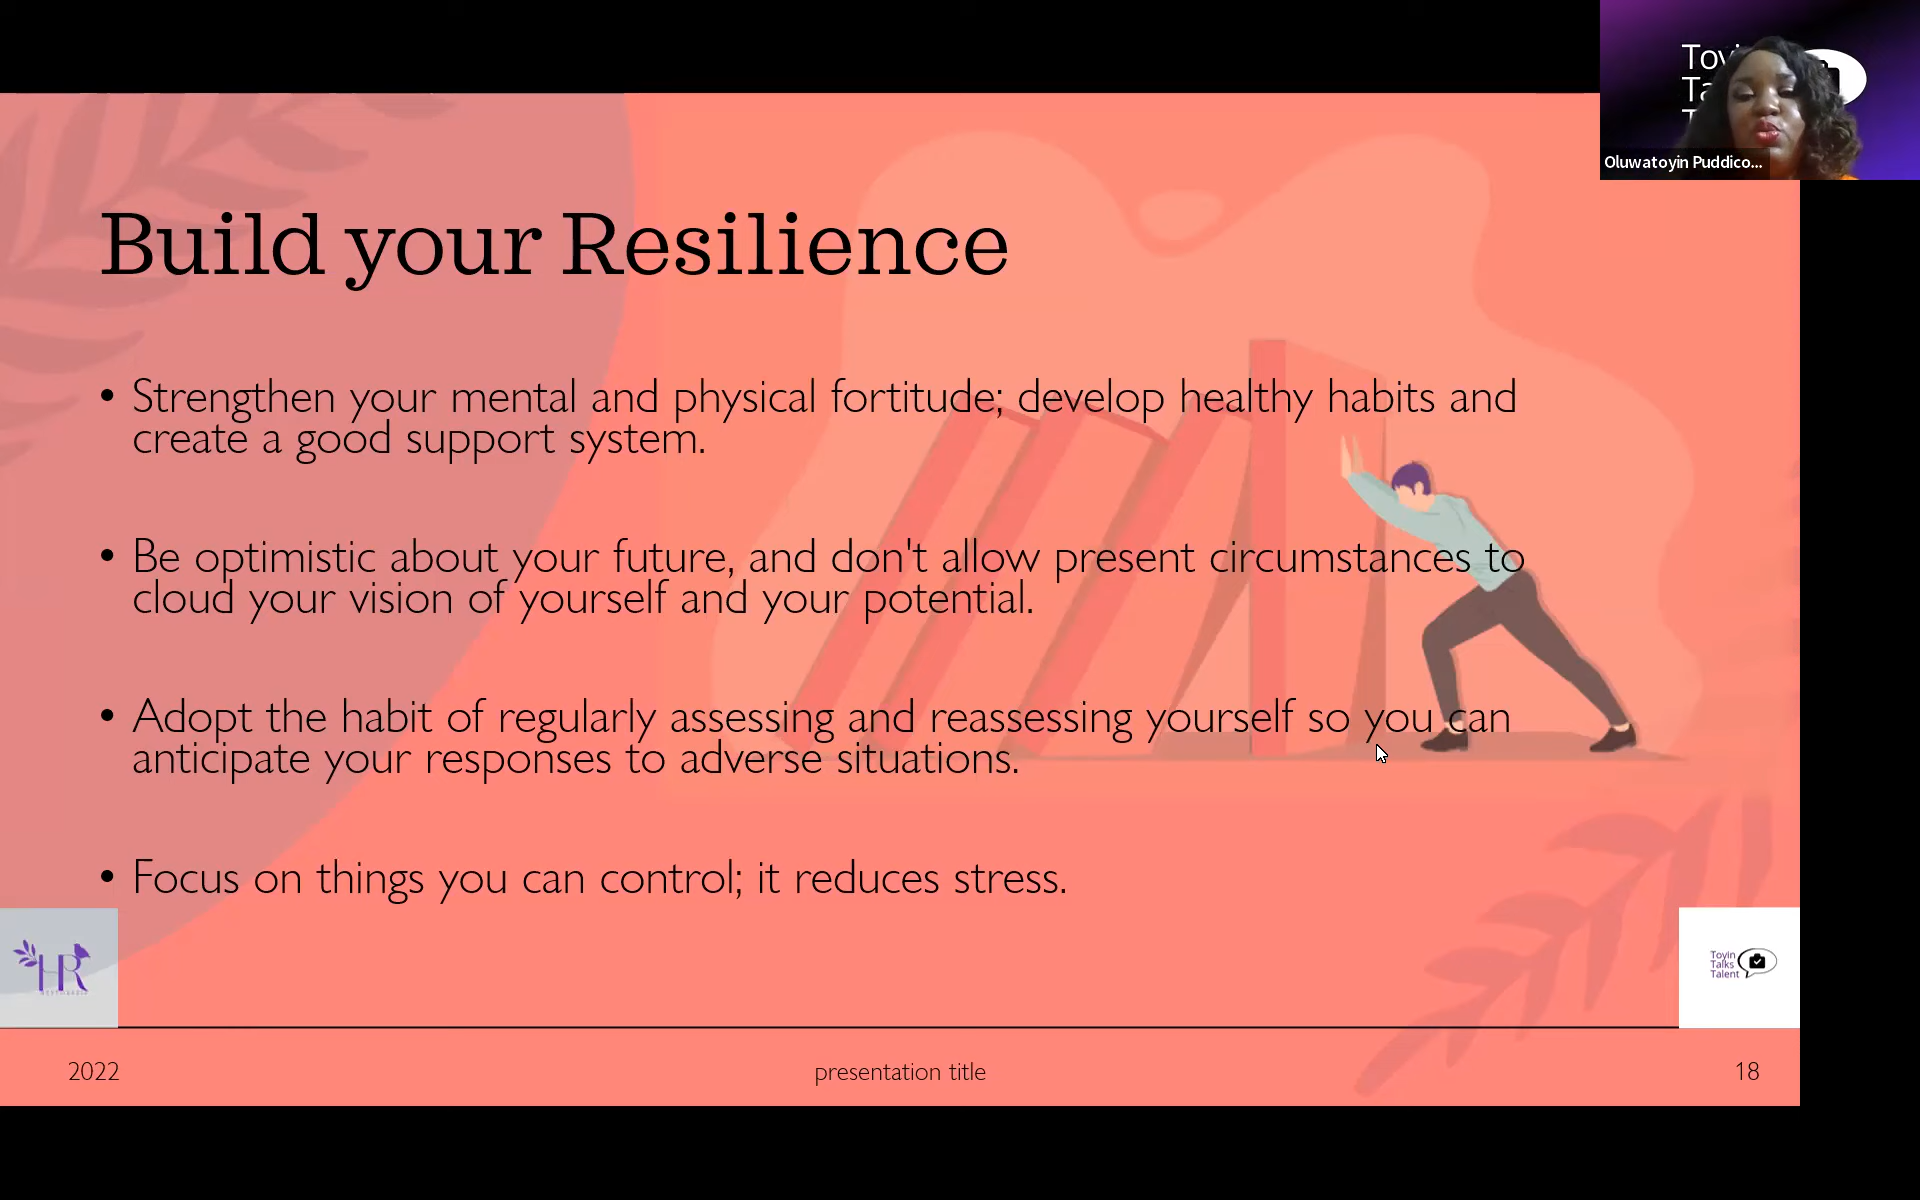 Toyin
Ta
Oluwatoyin Puddico...
Build your Resilience
• Strengthen your mental and physical fortitude; develop healthy habits and
create a good support system.
• Be optimistic about your future, and don't allow present circumstances to
cloud your vision of yourself and your potential.
• Adopt the habit of regularly assessing and reassessing yourself so you can
anticipate your responses to adverse situations.
• Focus on things you can control; it reduces stress.
HR
Toyin
Talks
Talent
2022
presentation title
18